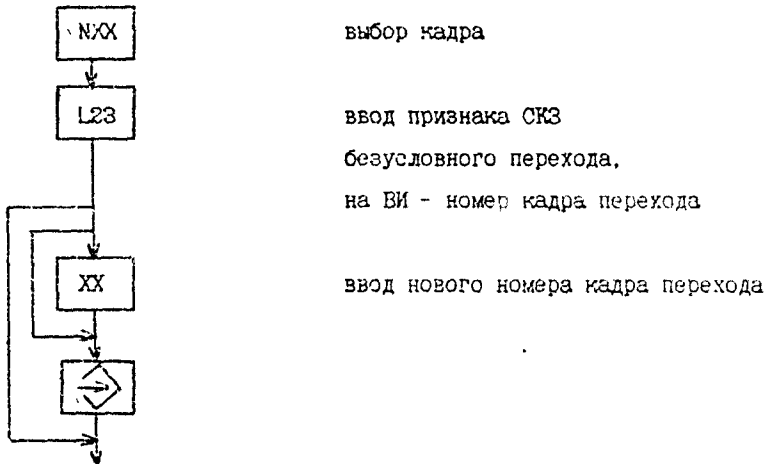 NXX
выбор кадра
L23
ввод признака СКЗ
безусловного перехода,
на ВИ - номер кадра перехода
XX
ввод нового номера кадра перехода